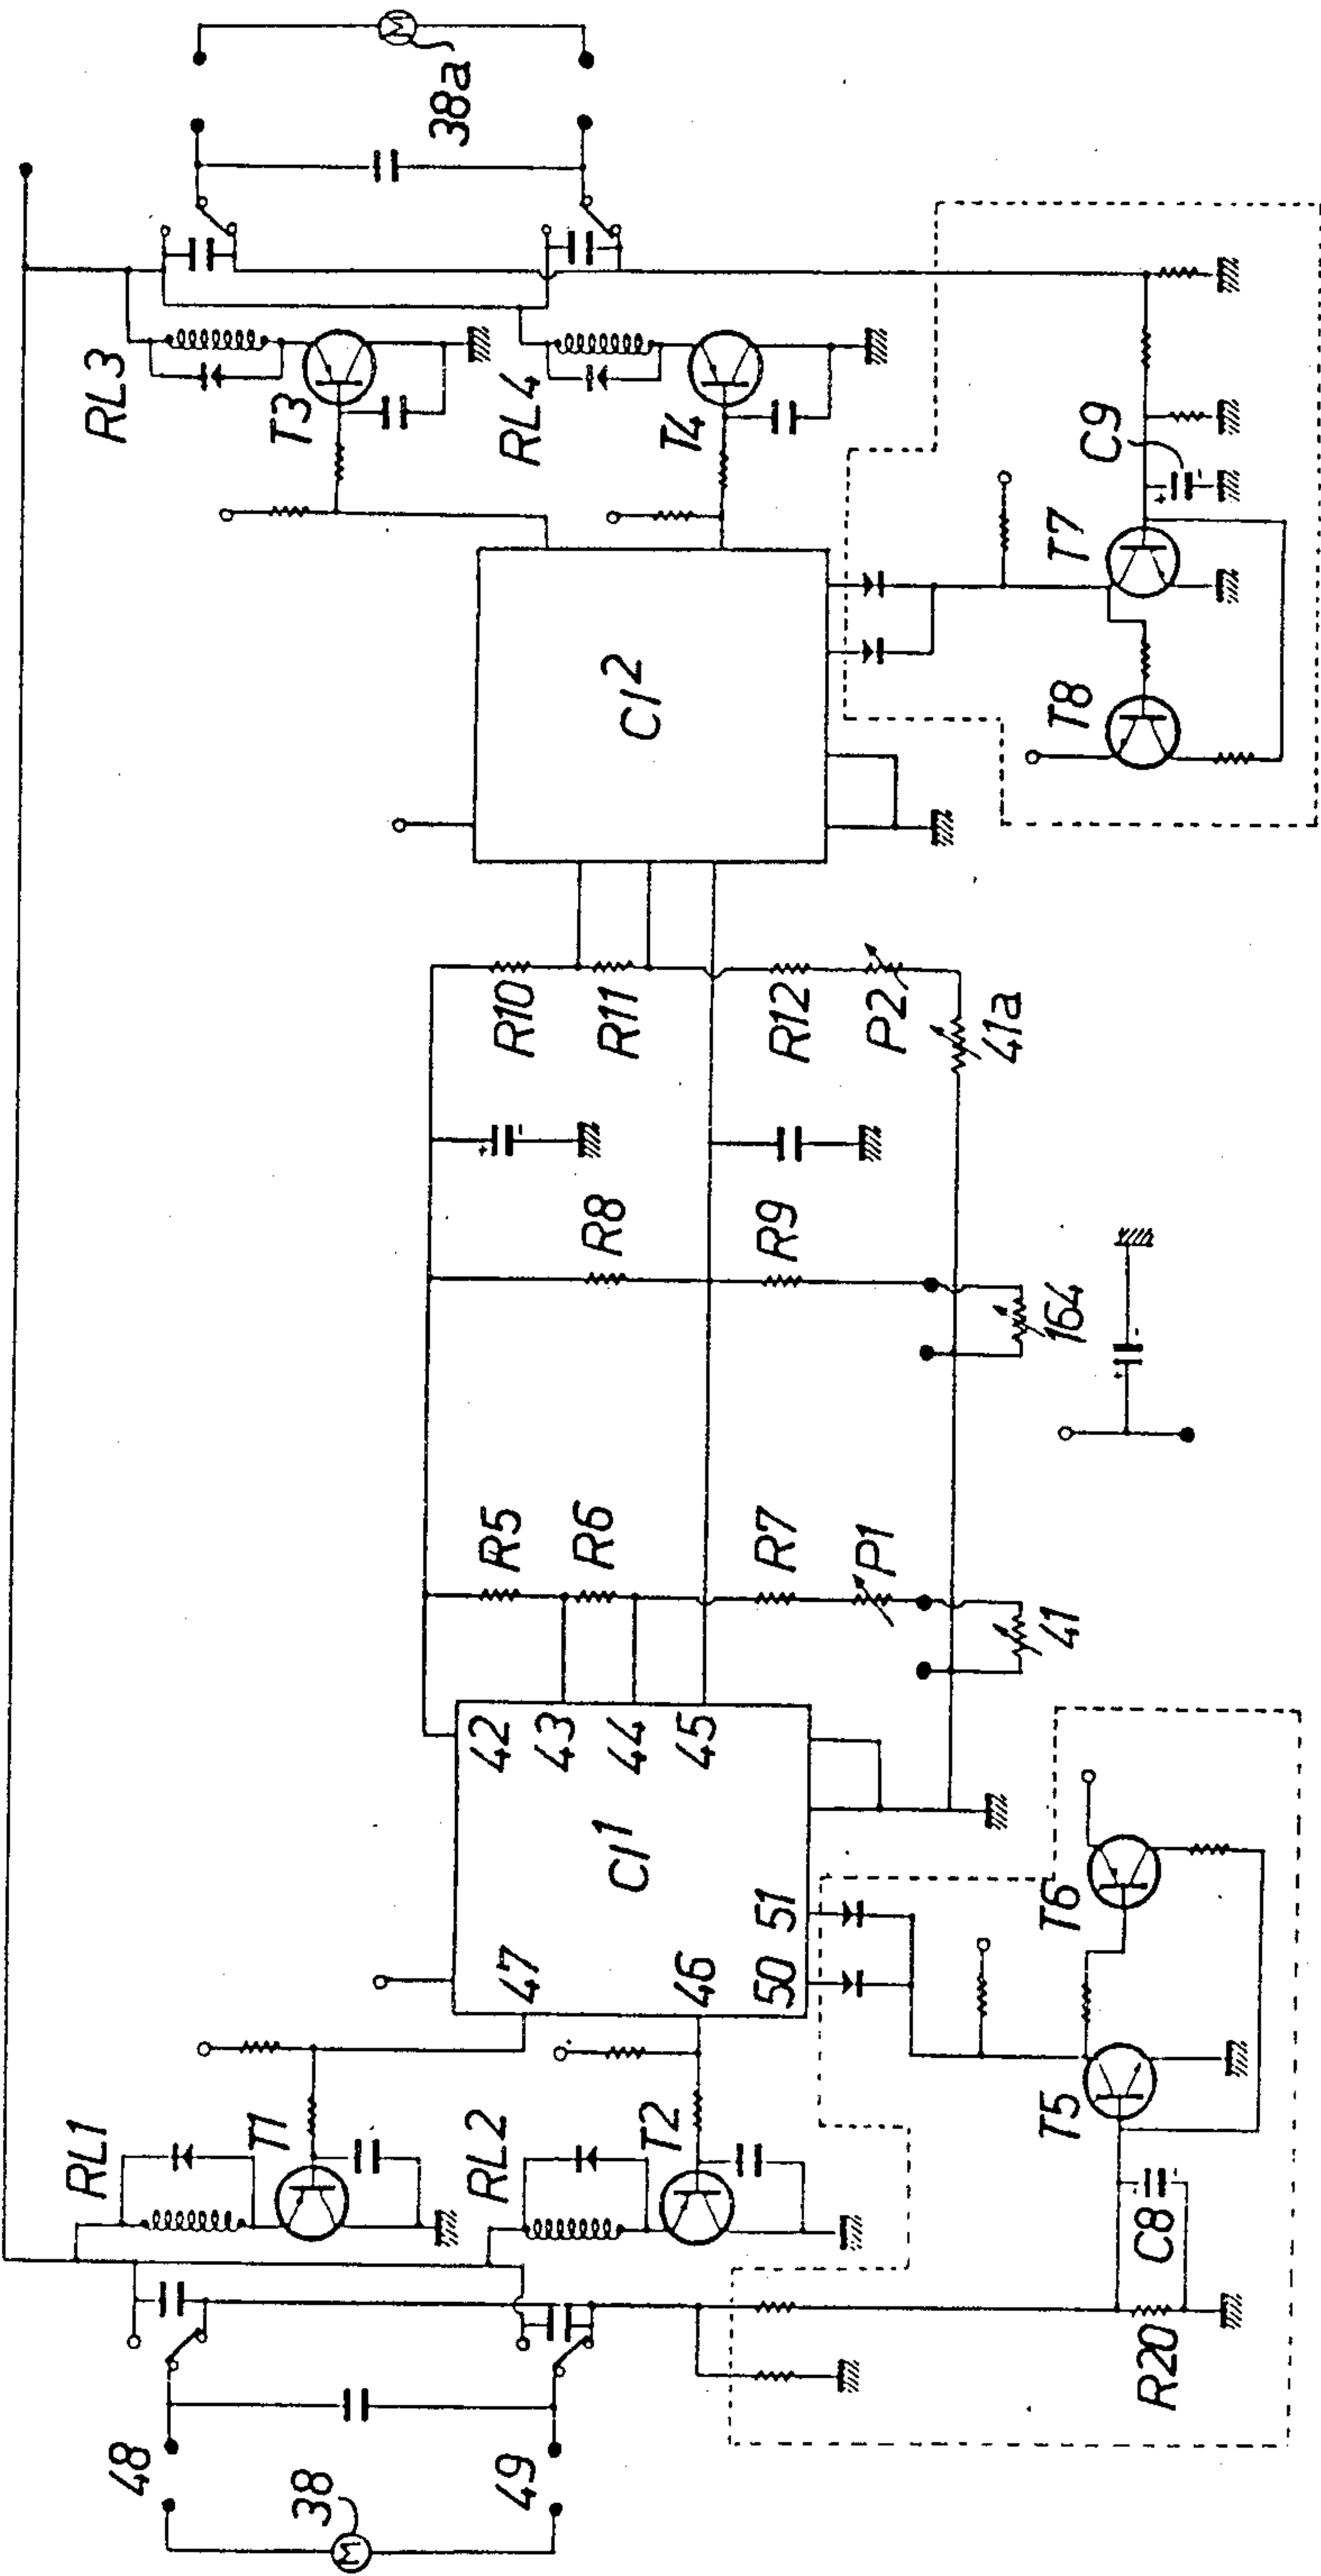 48
38
M
49
RL1
T1
RL2
T2
47
46
50
51
CI1
42
43
44
45
R20
C8
T5
T6
R5
R6
R7
P1
41
R8
R9
164
R10
R11
R12
P2
41a
CI2
T8
T7
C9
RL3
T3
RL4
T4
38a
M